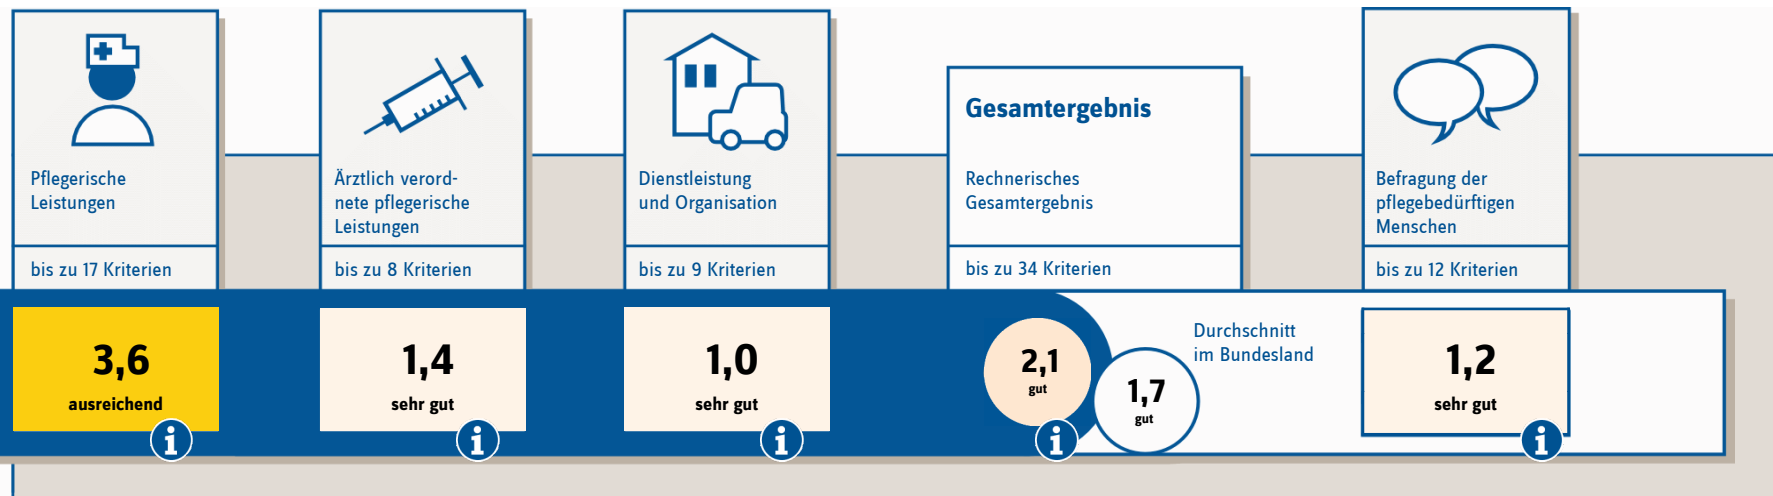 Pflegerische
Leistungen
bis zu 17 Kriterien
3,6
ausreichend
Ärztlich verord-
nete pflegerische
Leistungen
bis zu 8 Kriterien
1,4
sehr gut
Dienstleistung
und Organisation
bis zu 9 Kriterien
1,0
sehr gut
Gesamtergebnis
Rechnerisches
Gesamtergebnis
bis zu 34 Kriterien
2,1
gut
1,7
gut
Durchschnitt
im Bundesland
Befragung der
pflegebedürftigen
Menschen
bis zu 12 Kriterien
1,2
sehr gut